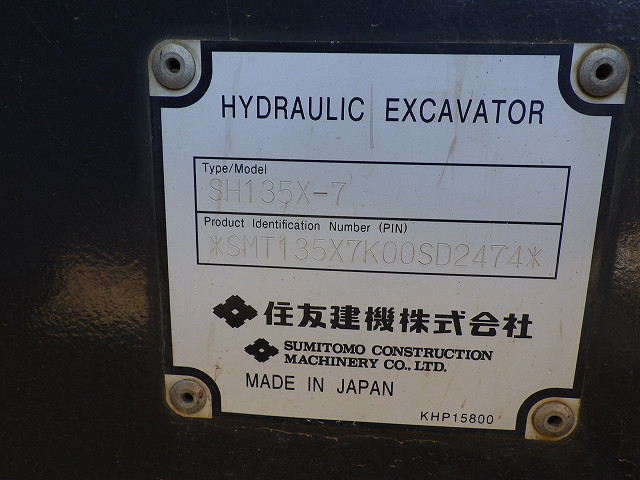 HYDRAULIC EXCAVATOR
Type/Model
SH135X-7
Product Identification Number (PIN)
*SMT135X7K00SD2474*
住友建機株式会社
SUMITOMO CONSTRUCTION
MACHINERY CO., LTD.
MADE IN JAPAN
KHP15800